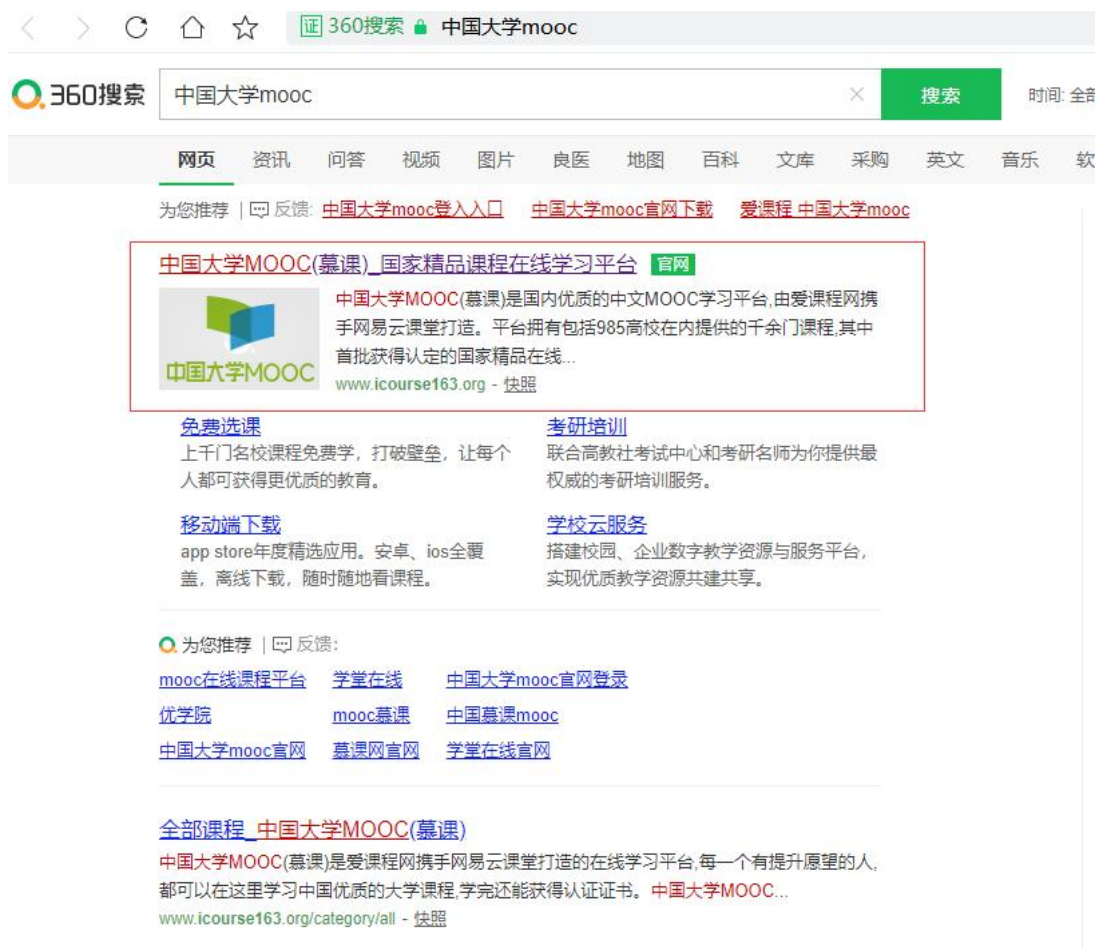 证 360搜索 中国大学mooc
360搜索 中国大学mooc 搜索 时间: 全部
网页 资讯 问答 视频 图片 良医 地图 百科 文库 采购 英文 音乐 软
为您推荐 | 反馈: 中国大学mooc登入入口 中国大学mooc官网下载 爱课程 中国大学mooc
中国大学MOOC(慕课)_国家精品课程在线学习平台 官网
中国大学MOOC(慕课)是国内优质的中文MOOC学习平台,由爱课程网携
手网易云课堂打造。平台拥有包括985高校在内提供的千余门课程,其中
首批获得认定的国家精品在线...
中国大学MOOC
www.icourse163.org - 快照
免费选课 考研培训
上千门名校课程免费学，打破壁垒，让每个 联合高教社考试中心和考研名师为你提供最
人都可获得更优质的教育。 权威的考研培训服务。
移动端下载 学校云服务
app store年度精选应用。安卓、ios全覆 搭建校园、企业数字教学资源与服务平台，
盖，离线下载，随时随地看课程。 实现优质教学资源共建共享。
为您推荐 | 反馈:
mooc在线课程平台 学堂在线 中国大学mooc官网登录
优学院 mooc慕课 中国慕课mooc
中国大学mooc官网 慕课网官网 学堂在线官网
全部课程_中国大学MOOC(慕课)
中国大学MOOC(慕课)是爱课程网携手网易云课堂打造的在线学习平台,每一个有提升愿望的人,
都可以在这里学习中国优质的大学课程,学完还能获得认证证书。中国大学MOOC...
www.icourse163.org/category/all - 快照